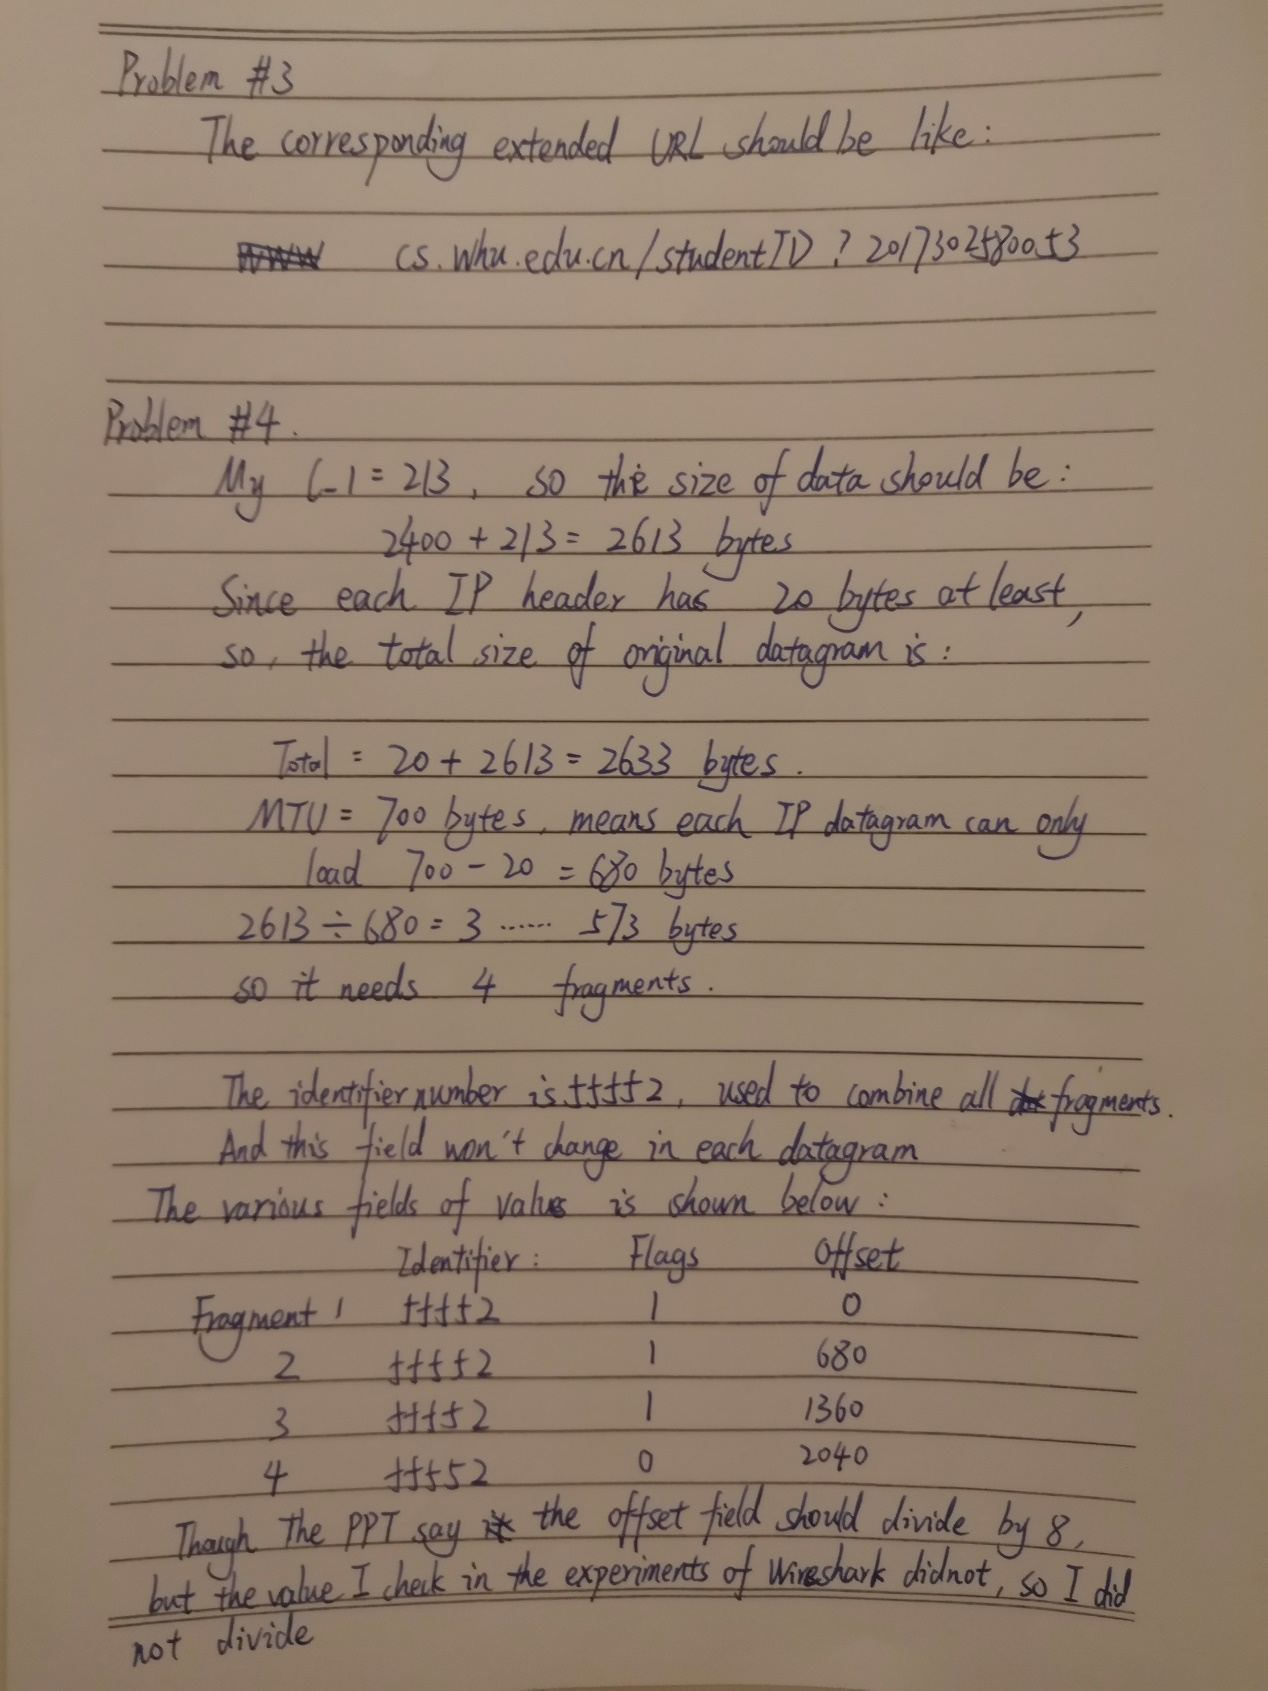 Problem #3
The corresponding extended URL should be like:
cs.whu.edu.cn/studentID?2017302580053
Problem #4.
My L-1 = 213, so the size of data should be:
2400 + 213 = 2613 bytes
Since each IP header has 20 bytes at least,
so, the total size of original datagram is:
Total = 20 + 2613 = 2633 bytes.
MTU = 700 bytes, means each IP datagram can only
load 700 - 20 = 680 bytes
2613 ÷ 680 = 3 ...... 573 bytes
so it needs 4 fragments.
The identifier number is 55552, used to combine all fragments.
And this field won't change in each datagram
The various fields of values is shown below:
Identifier: Flags Offset
Fragment 1 55552 1 0
2 55552 1 680
3 55552 1 1360
4 55552 0 2040
Though The PPT say the offset field should divide by 8,
but the value I check in the experiments of Wireshark didnot, so I did
not divide